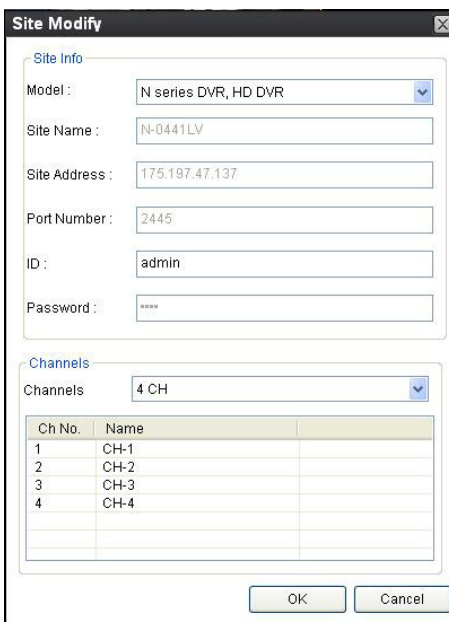 Site Modify
Site Info
Model :
N series DVR, HD DVR
Site Name :
N-0441LV
Site Address :
175.197.47.137
Port Number :
2445
ID :
admin
Password :
****
Channels
Channels
4 CH
Ch No. Name
1 CH-1
2 CH-2
3 CH-3
4 CH-4
OK Cancel